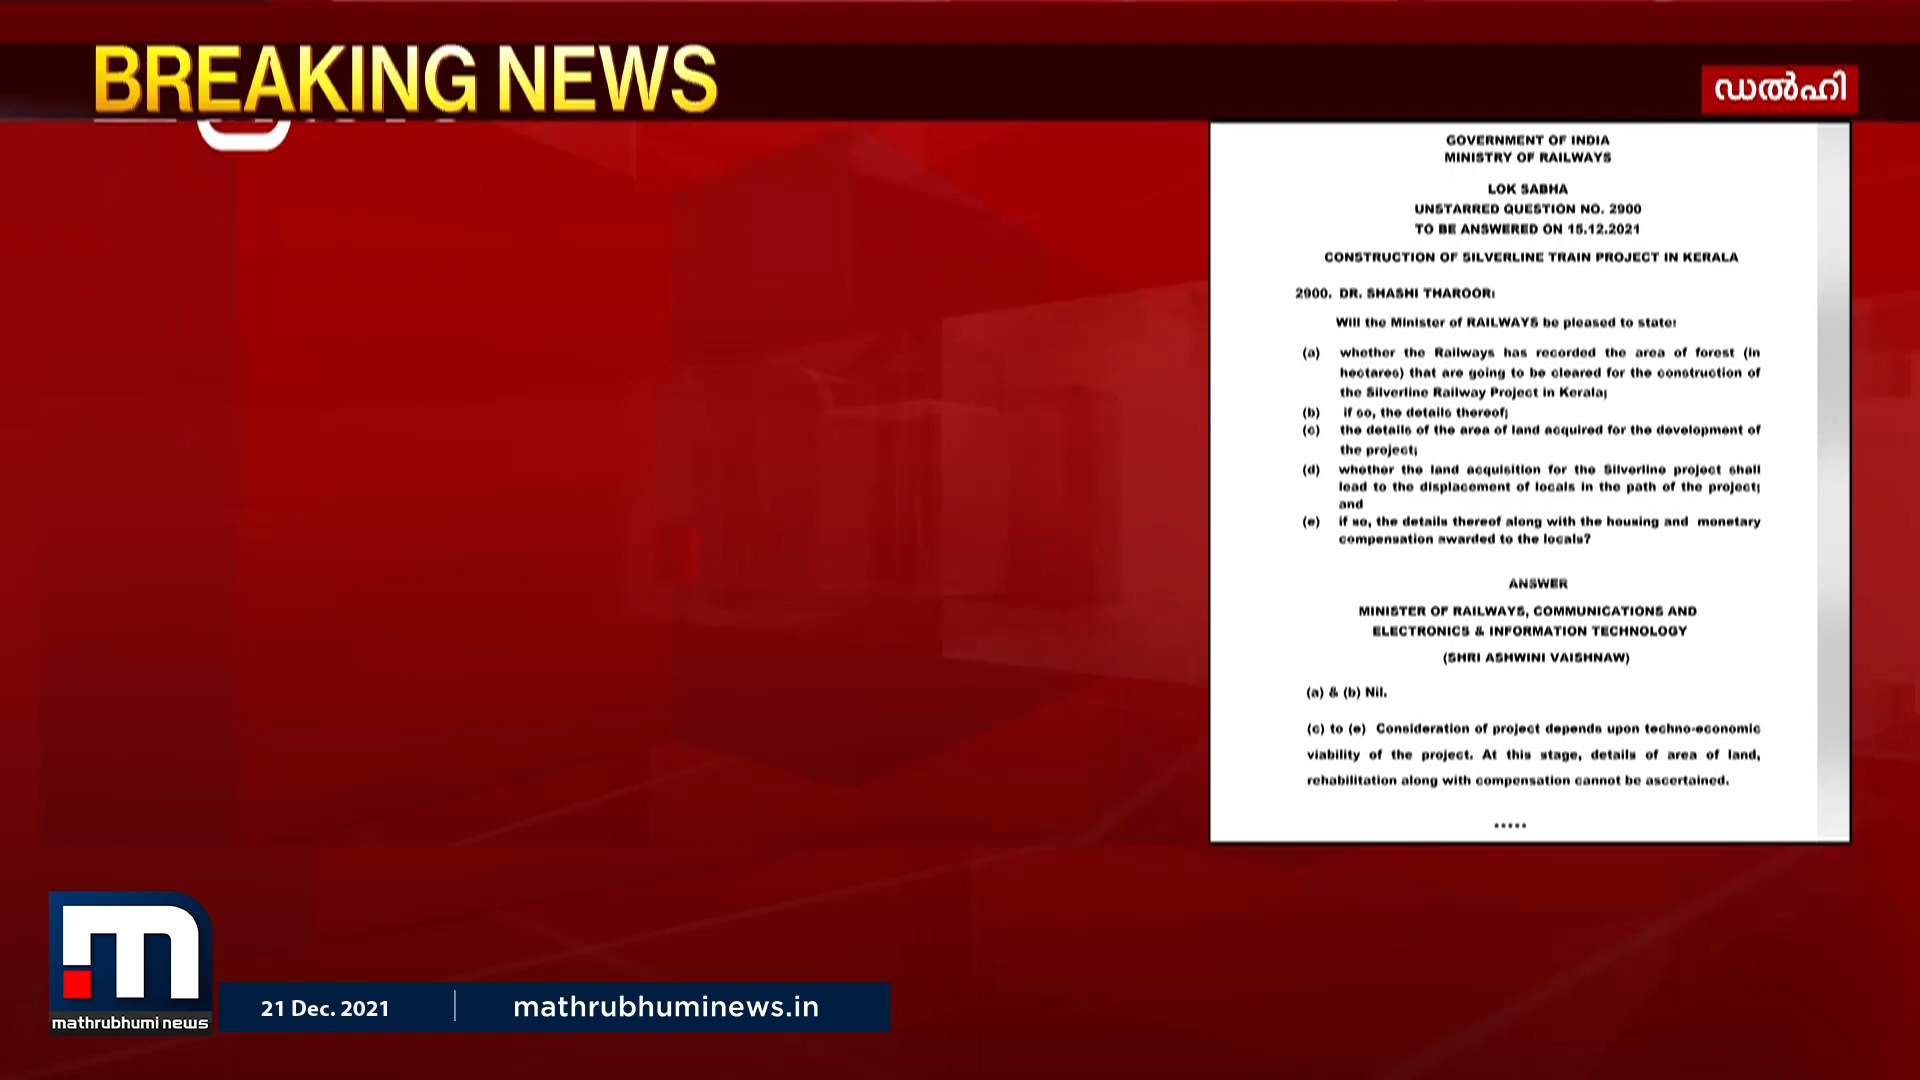 BREAKING NEWS
ഡൽഹി
GOVERNMENT OF INDIA
MINISTRY OF RAILWAYS
LOK SABHA
UNSTARRED QUESTION NO. 2900
TO BE ANSWERED ON 15.12.2021
CONSTRUCTION OF SILVERLINE TRAIN PROJECT IN KERALA
2900. DR. SHASHI THAROOR:
Will the Minister of RAILWAYS be pleased to state:
(a) whether the Railways has recorded the area of forest (in
hectares) that are going to be cleared for the construction of
the Silverline Railway Project in Kerala;
(b) if so, the details thereof;
(c) the details of the area of land acquired for the development of
the project;
(d) whether the land acquisition for the Silverline project shall
lead to the displacement of locals in the path of the project;
and
(e) if so, the details thereof along with the housing and monetary
compensation awarded to the locals?
ANSWER
MINISTER OF RAILWAYS, COMMUNICATIONS AND
ELECTRONICS & INFORMATION TECHNOLOGY
(SHRI ASHWINI VAISHNAW)
(a) & (b) Nil.
(c) to (e) Consideration of project depends upon techno-economic
viability of the project. At this stage, details of area of land,
rehabilitation along with compensation cannot be ascertained.
*****
mathrubhumi news
21 Dec. 2021
mathrubhuminews.in